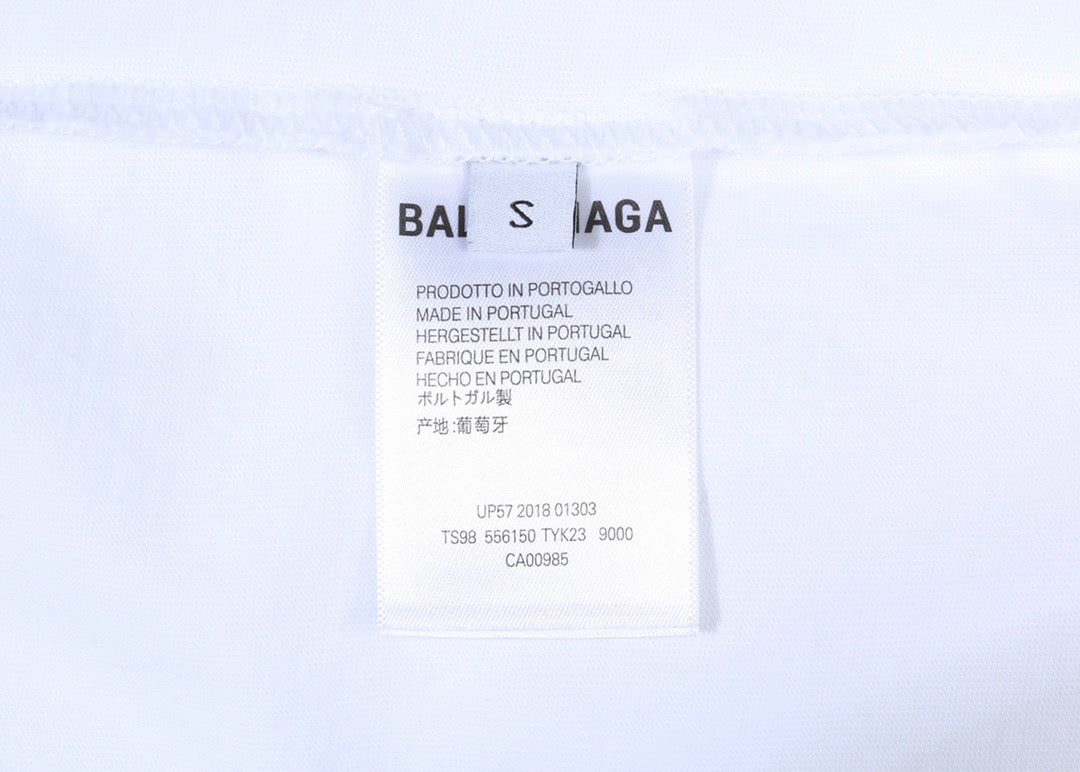 BAL S AGA
PRODOTTO IN PORTOGALLO
MADE IN PORTUGAL
HERGESTELLT IN PORTUGAL
FABRIQUE EN PORTUGAL
HECHO EN PORTUGAL
ポルトガル製
产地:葡萄牙
UP57 2018 01303
TS98 556150 TYK23 9000
CA00985